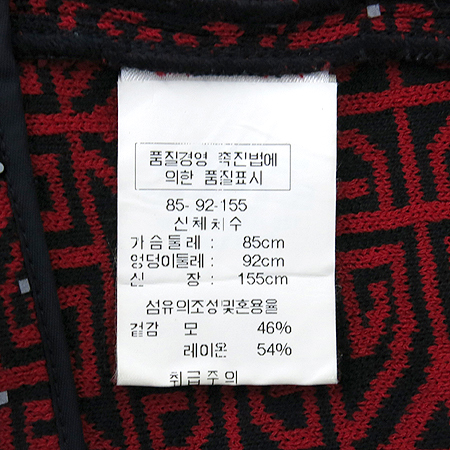 품질경영 촉진법에
의한 품질표시
85- 92-155
신체치수
가슴둘레 : 85cm
엉덩이둘레 : 92cm
신 장 : 155cm
섬유의조성및혼용율
겉감 모 46%
레이온 54%
취급주의